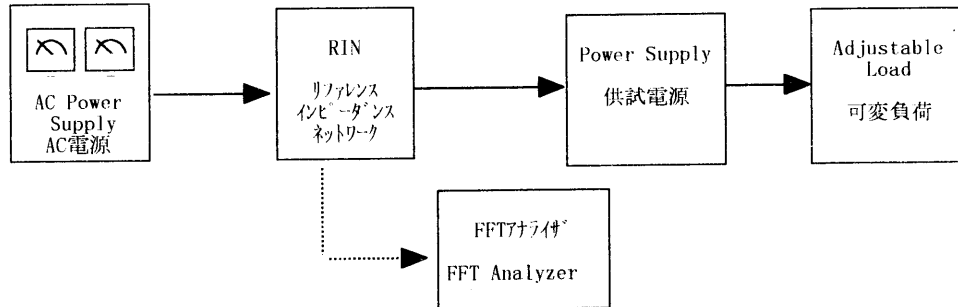 AC Power
Supply
AC電源
RIN
リファレンス
インピーダンス
ネットワーク
Power Supply
供試電源
Adjustable
Load
可変負荷
FFTアナライザ
FFT Analyzer